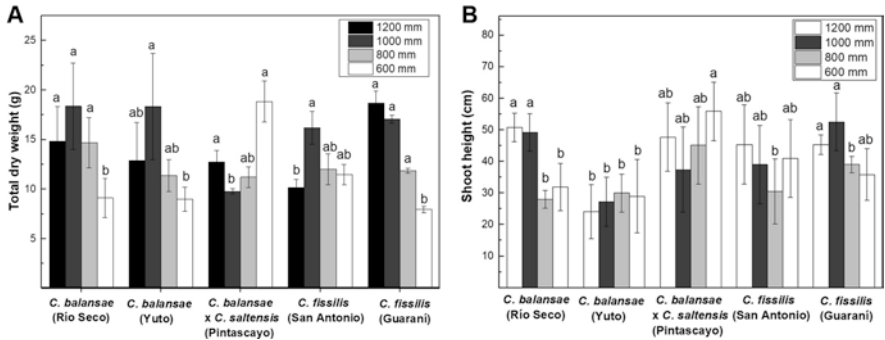 A
B
1200 mm
1000 mm
800 mm
600 mm
1200 mm
1000 mm
800 mm
600 mm
Total dry weight (g)
25
20
15
10
5
a
a
a
b
ab
a
ab
b
a
b
ab
a
b
a
ab
ab
a
a
a
b
C. balansae
(Río Seco)
C. balansae
(Yuto)
C. balansae
x C. saltensis
(Pintascayo)
C. fissilis
(San Antonio)
C. fissilis
(Guaraní)
Shoot height (cm)
80
70
60
50
40
30
20
10
0
a
a
b
b
b
b
b
b
ab
ab
ab
a
ab
ab
b
ab
a
a
b
ab
C. balansae
(Río Seco)
C. balansae
(Yuto)
C. balansae
x C. saltensis
(Pintascayo)
C. fissilis
(San Antonio)
C. fissilis
(Guaraní)